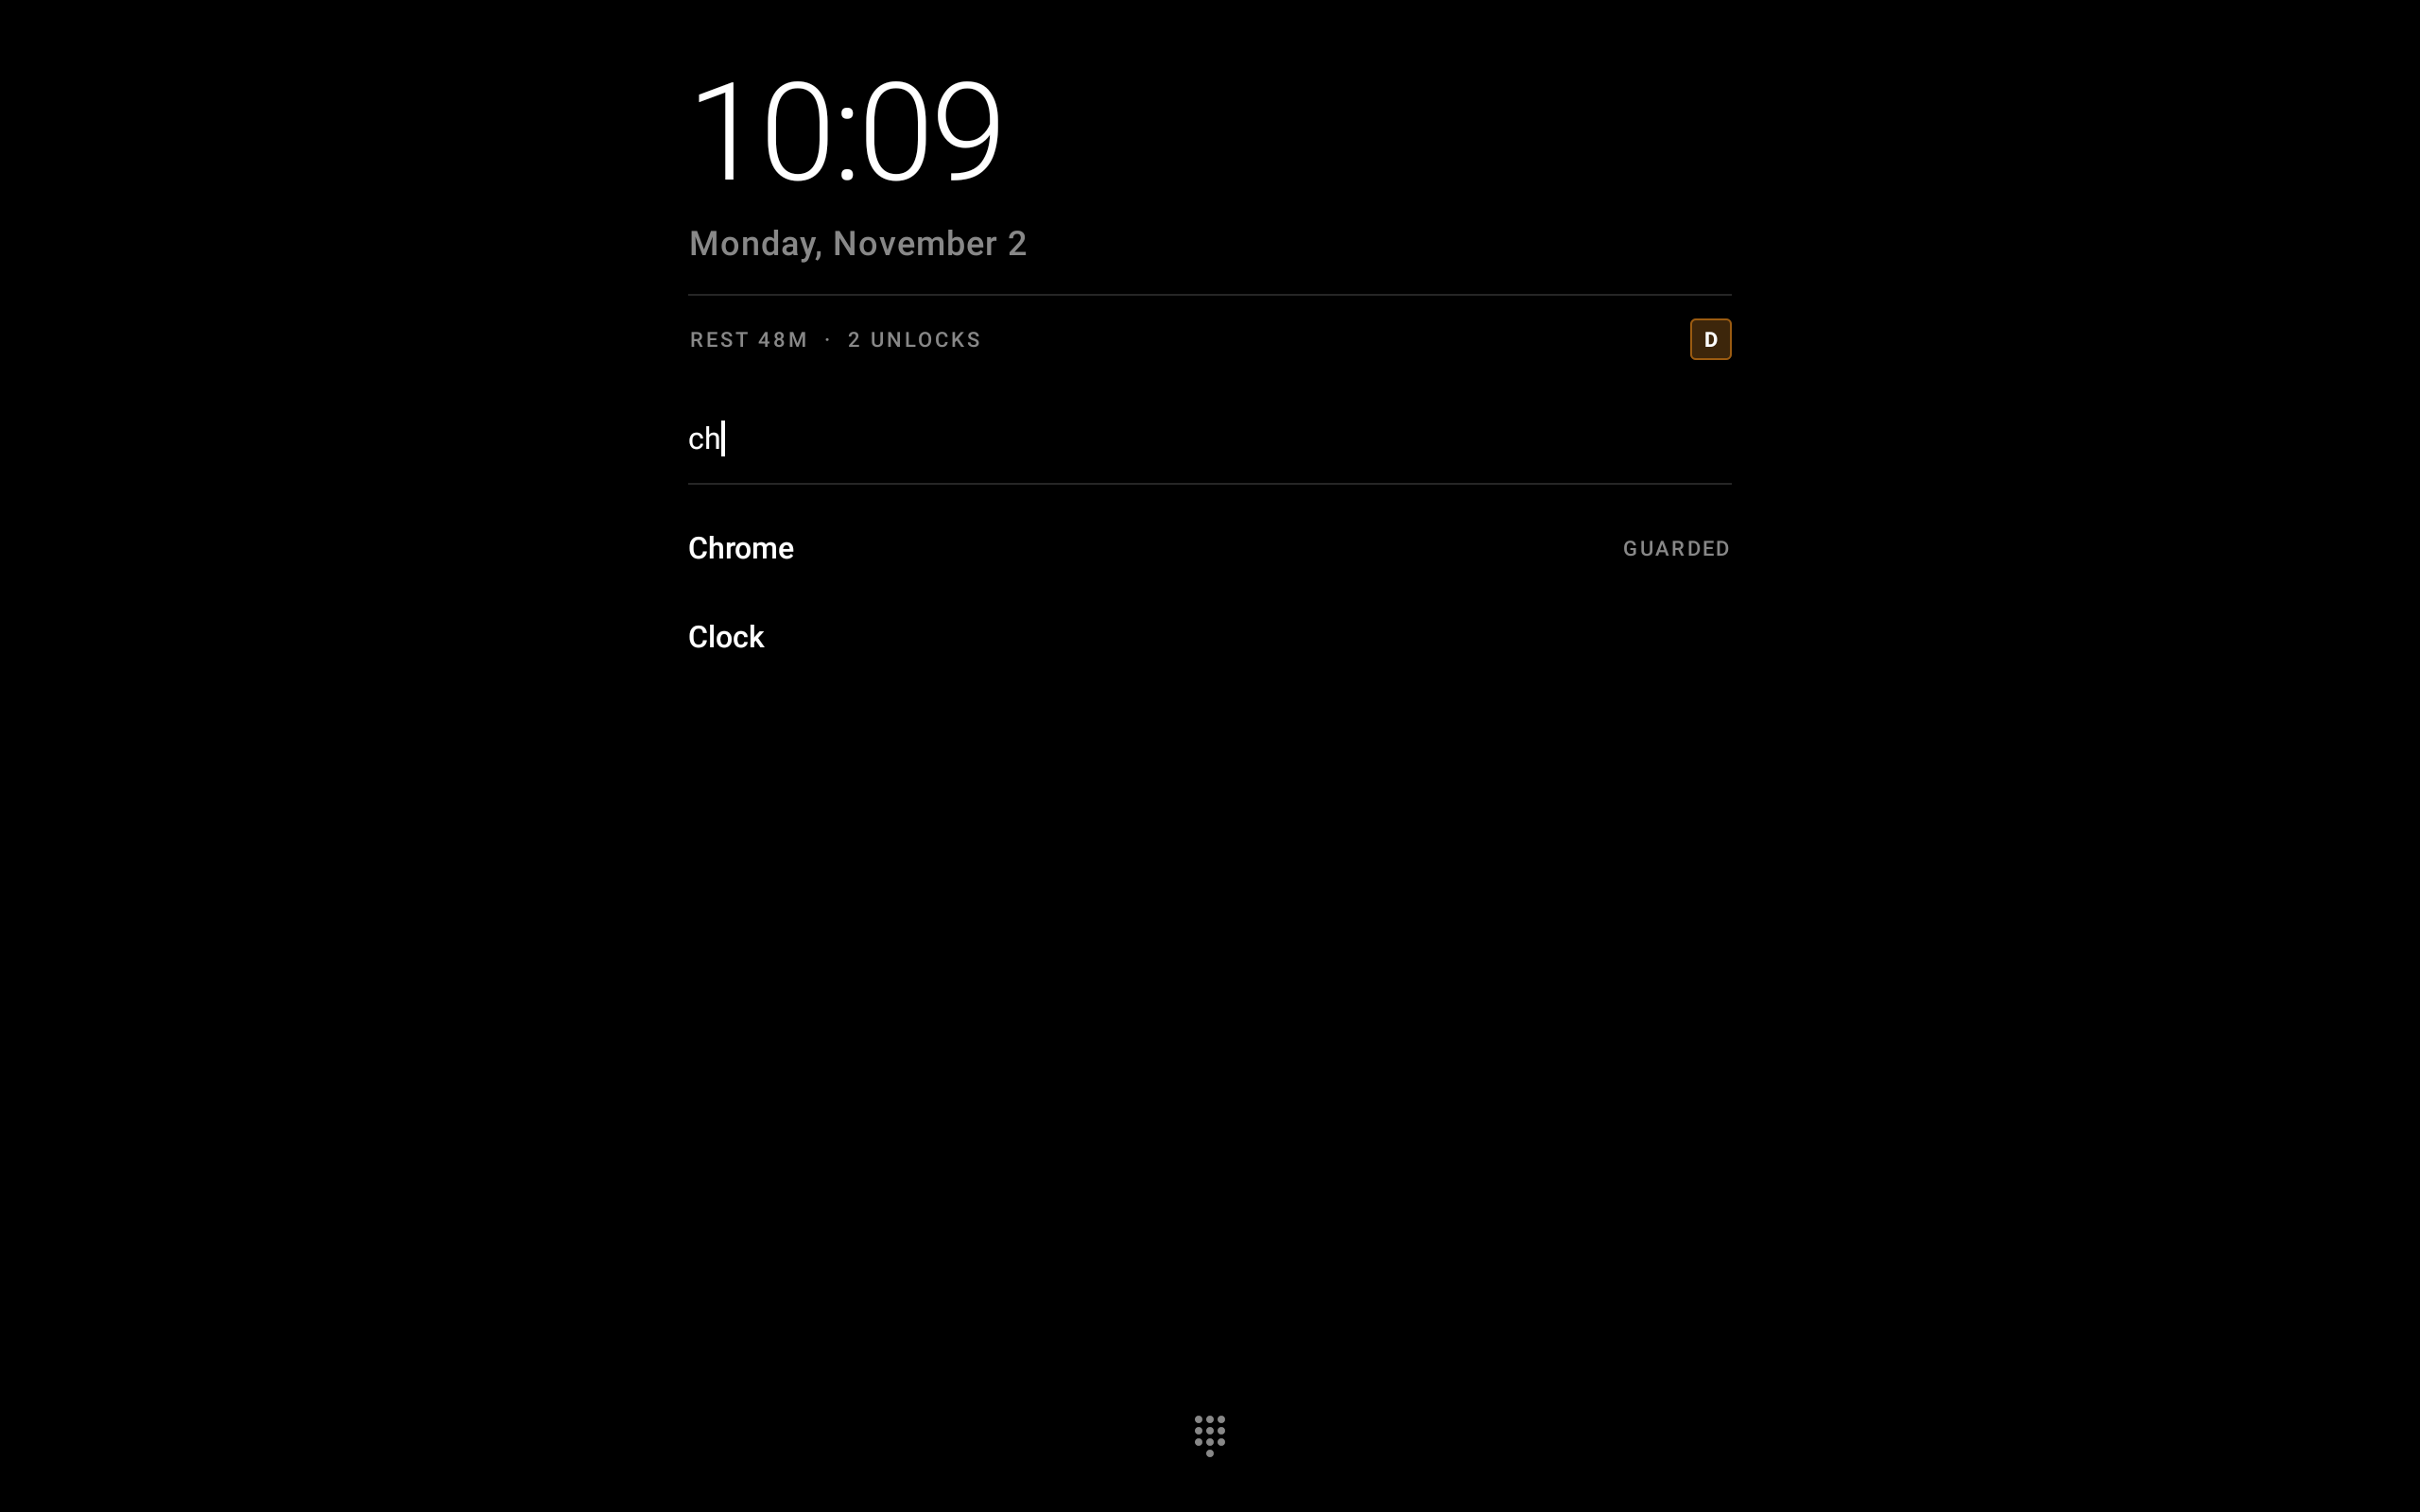 10:09
Monday, November 2
REST 48M · 2 UNLOCKS
D
ch
Chrome
GUARDED
Clock